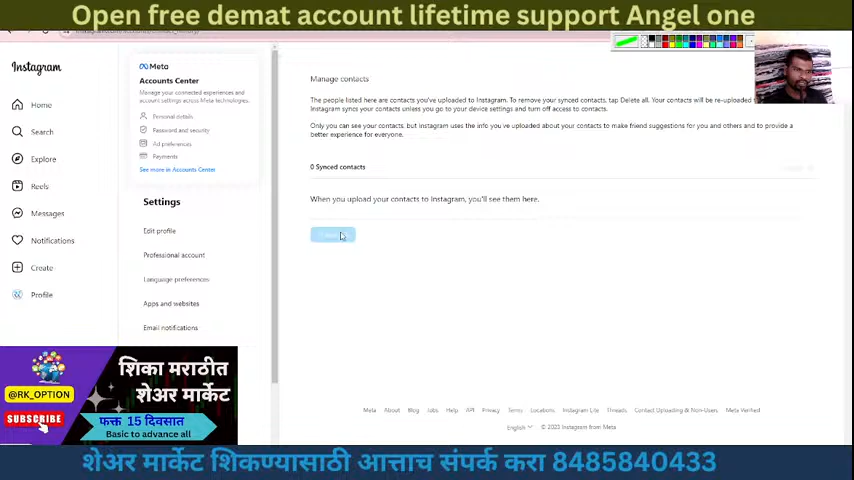 Open free demat account lifetime support Angel one
Instagram
Home
Search
Explore
Reels
Messages
Notifications
Create
Profile
Meta
Accounts Center
Manage your connected experiences and
account settings across Meta technologies.
Personal details
Password and security
Ad preferences
Payments
See more in Accounts Center
Settings
Edit profile
Professional account
Language preferences
Apps and websites
Email notifications
Manage contacts
The people listed here are contacts you've uploaded to Instagram. To remove your synced contacts, tap Delete all. Your contacts will be re-uploaded
Instagram syncs your contacts unless you go to your device settings and turn off access to contacts.
Only you can see your contacts, but Instagram uses the info you've uploaded about your contacts to make friend suggestions for you and others and to provide a
better experience for everyone.
0 Synced contacts
When you upload your contacts to Instagram, you'll see them here.
Meta About Blog Jobs Help API Privacy Terms Locations Instagram Lite Threads Contact Uploading & Non-Users Meta Verified
English © 2023 Instagram from Meta
@RK_OPTION
SUBSCRIBE
शिका मराठीत
शेअर मार्केट
फक्त 15 दिवसात
Basic to advance all
शेअर मार्केट शिकण्यासाठी आत्ताच संपर्क करा 8485840433